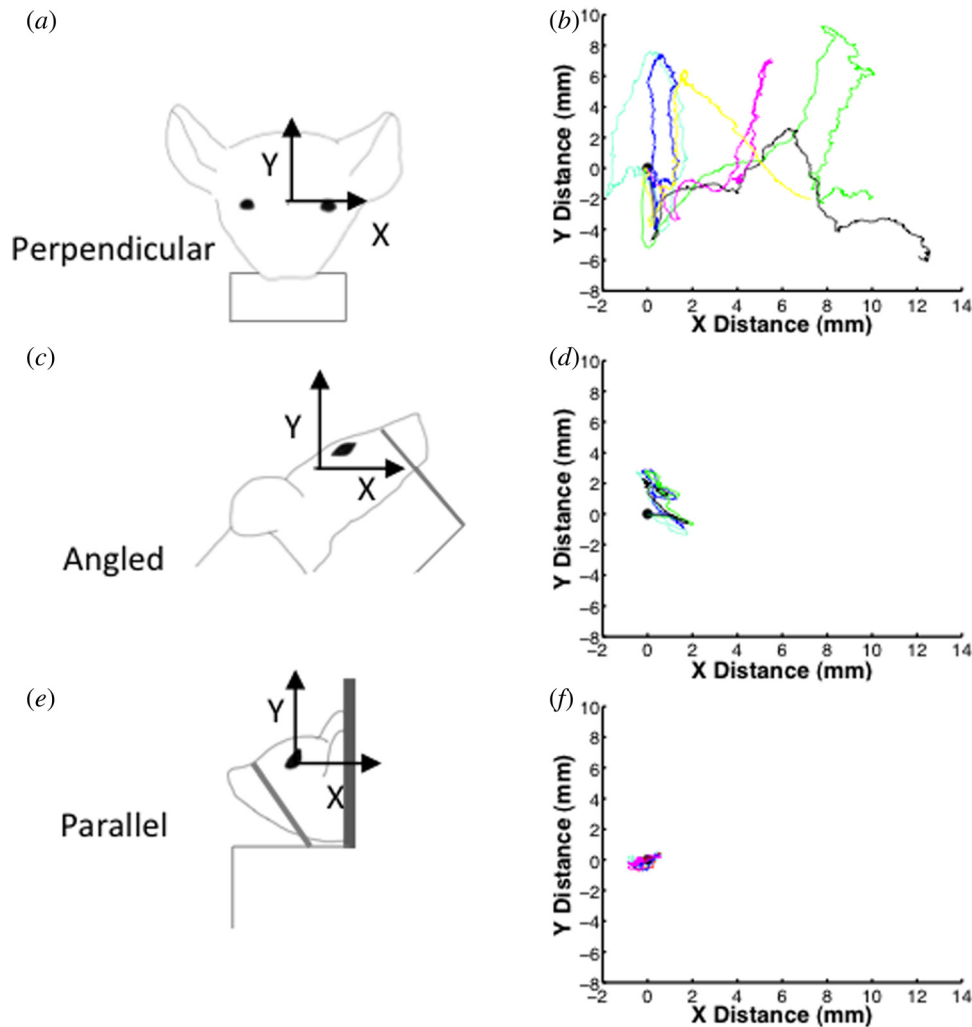 (a)
Y
X
Perpendicular
(b)
10
8
6
4
2
0
−2
−4
−6
−8
−2 0 2 4 6 8 10 12 14
Y Distance (mm)
X Distance (mm)
(c)
Y
X
Angled
(d)
10
8
6
4
2
0
−2
−4
−6
−8
−2 0 2 4 6 8 10 12 14
Y Distance (mm)
X Distance (mm)
(e)
Y
X
Parallel
(f)
10
8
6
4
2
0
−2
−4
−6
−8
−2 0 2 4 6 8 10 12 14
Y Distance (mm)
X Distance (mm)